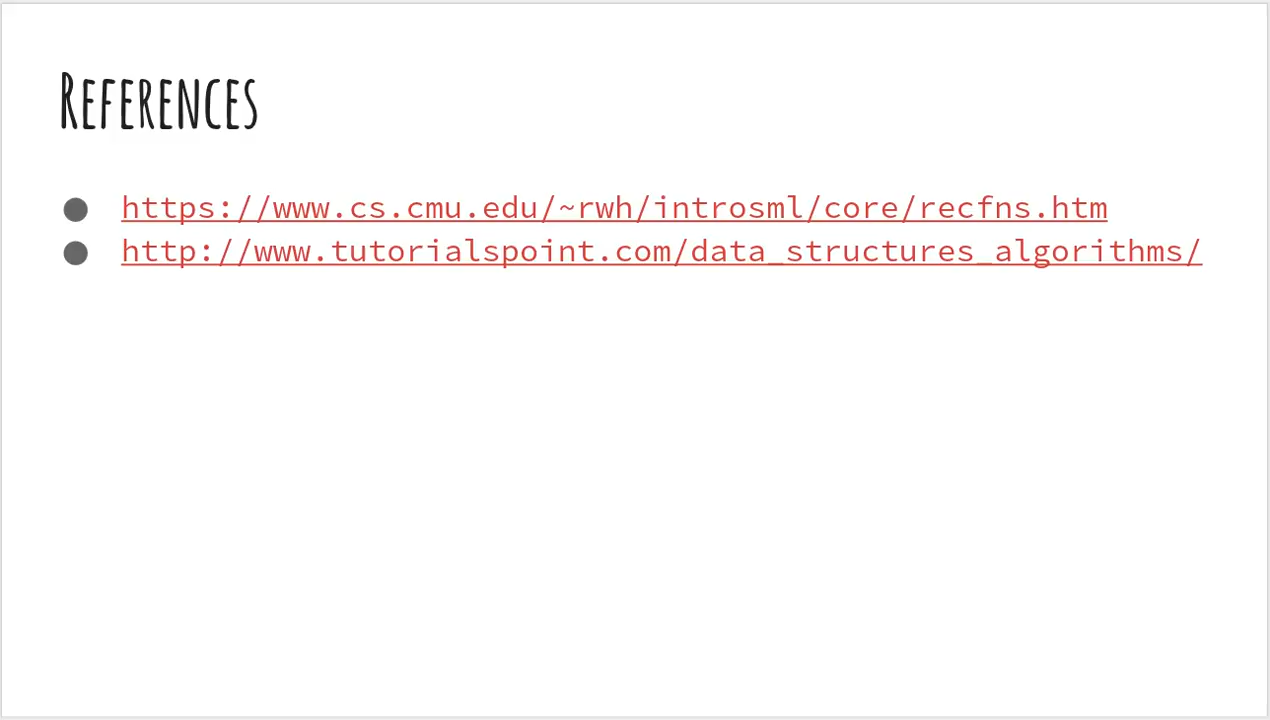 References
● https://www.cs.cmu.edu/~rwh/introsml/core/recfns.htm
● http://www.tutorialspoint.com/data_structures_algorithms/